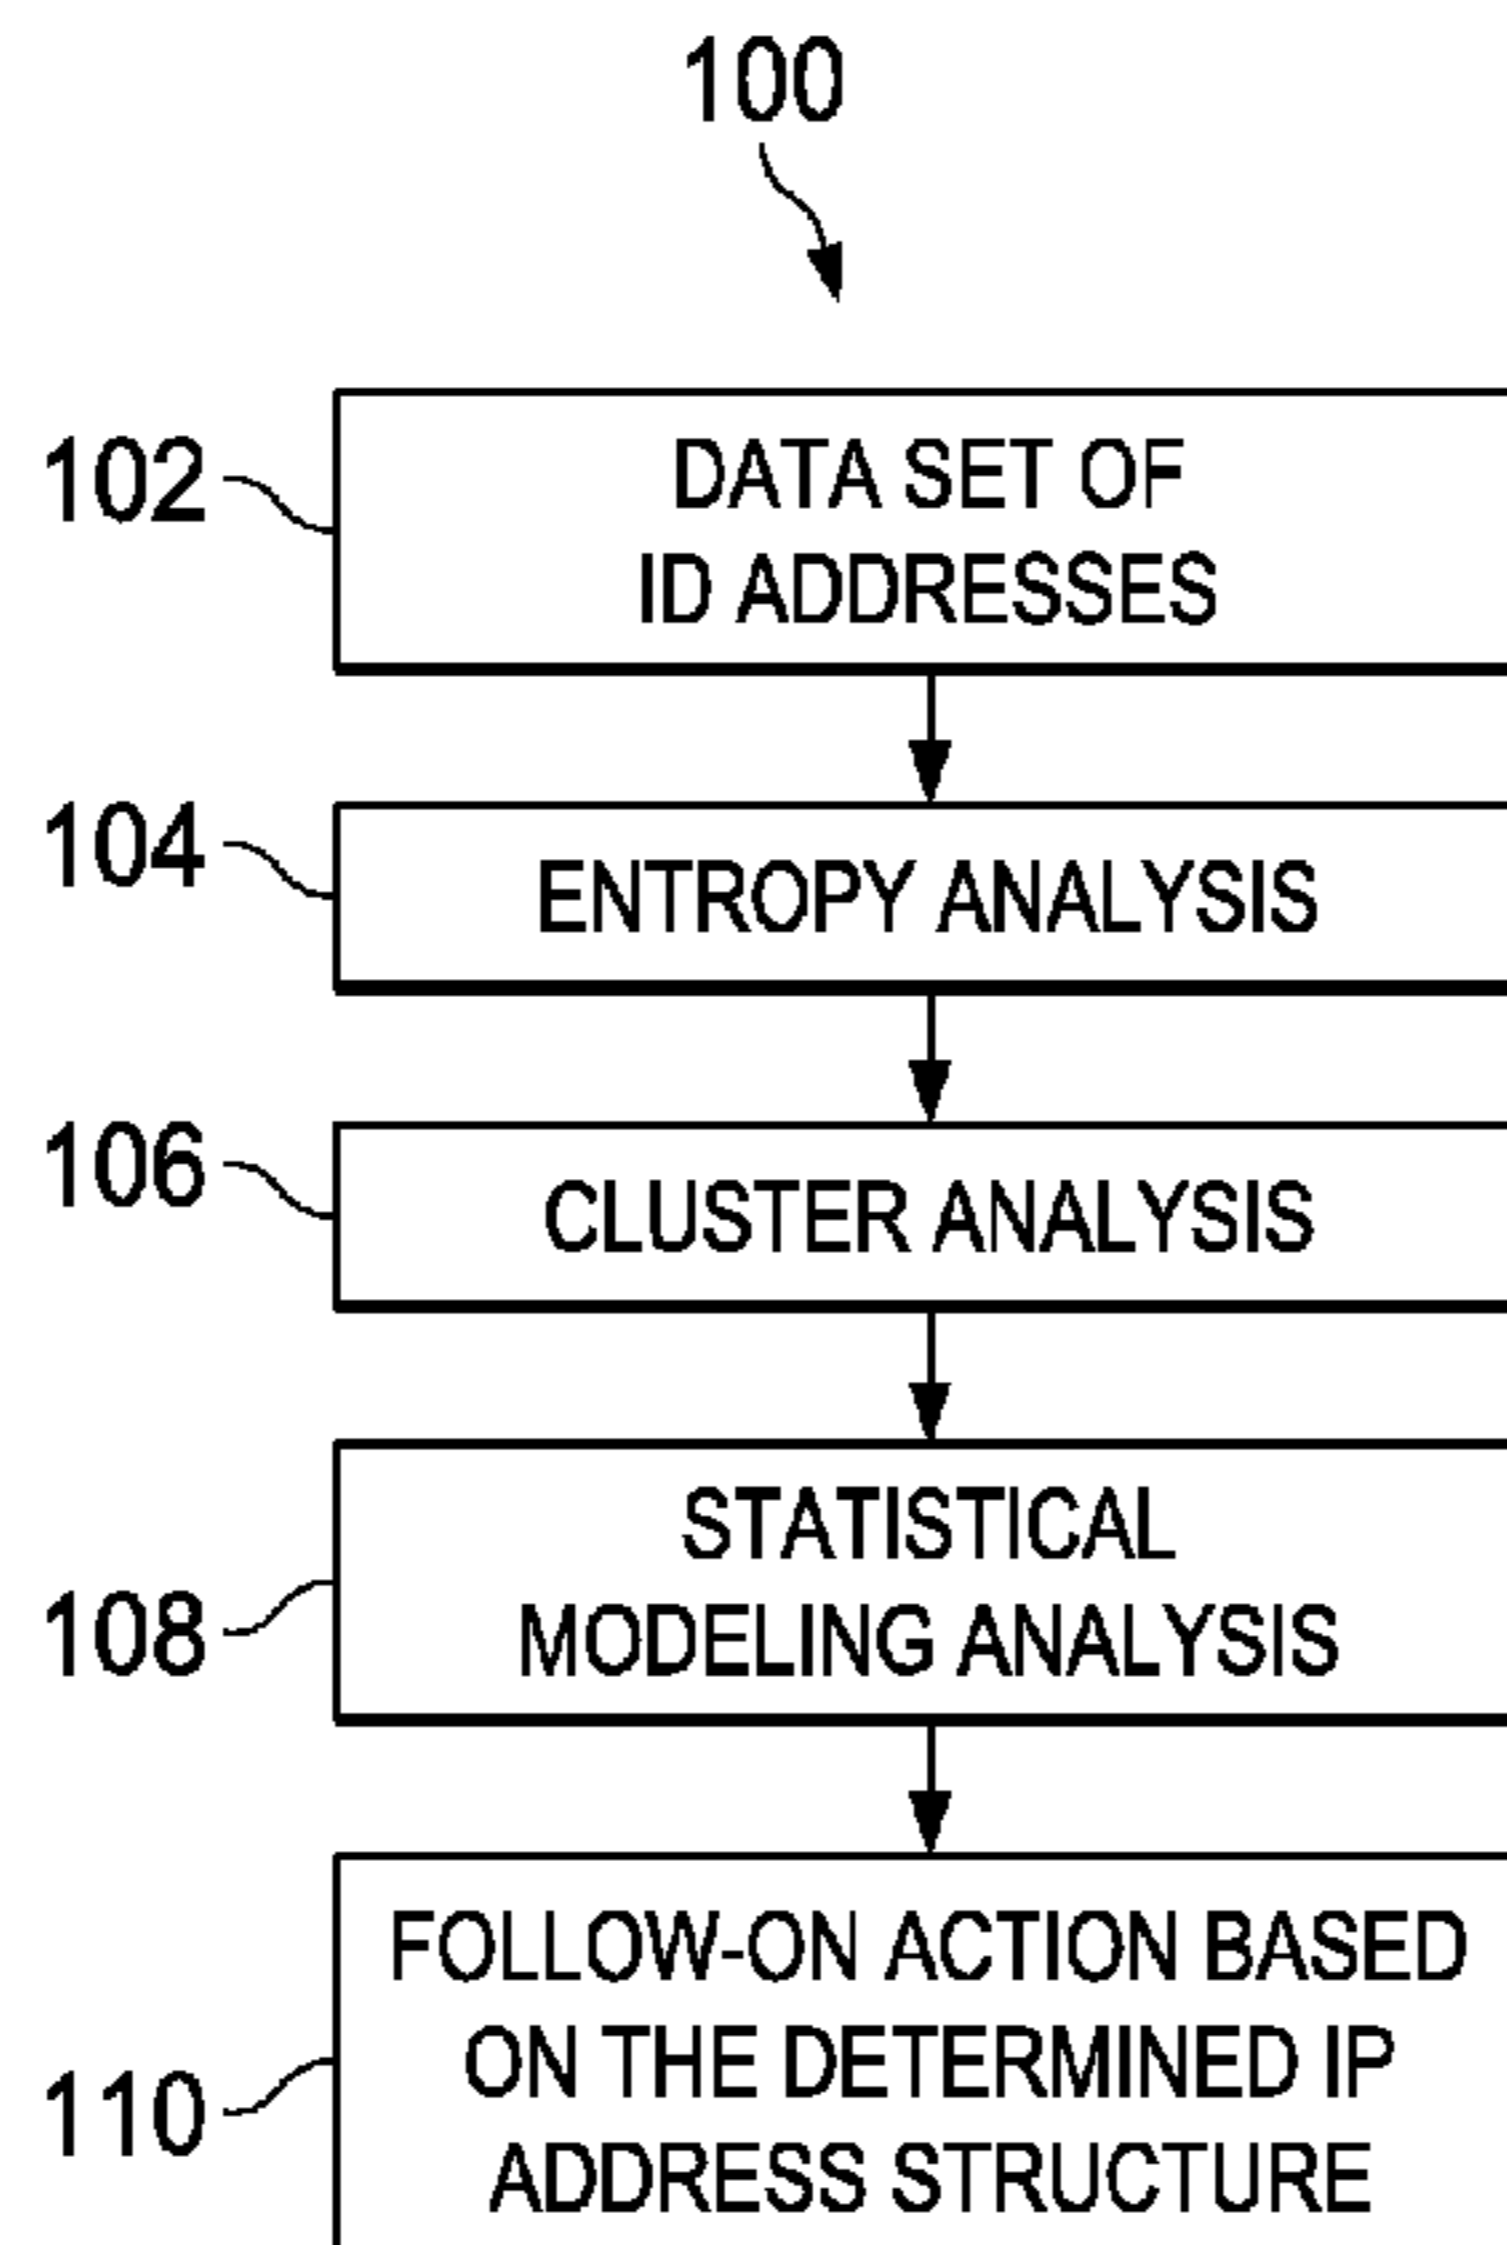 100
102
DATA SET OF
ID ADDRESSES
104
ENTROPY ANALYSIS
106
CLUSTER ANALYSIS
STATISTICAL
108
MODELING ANALYSIS
FOLLOW-ON ACTION BASED
ON THE DETERMINED IP
110
ADDRESS STRUCTURE